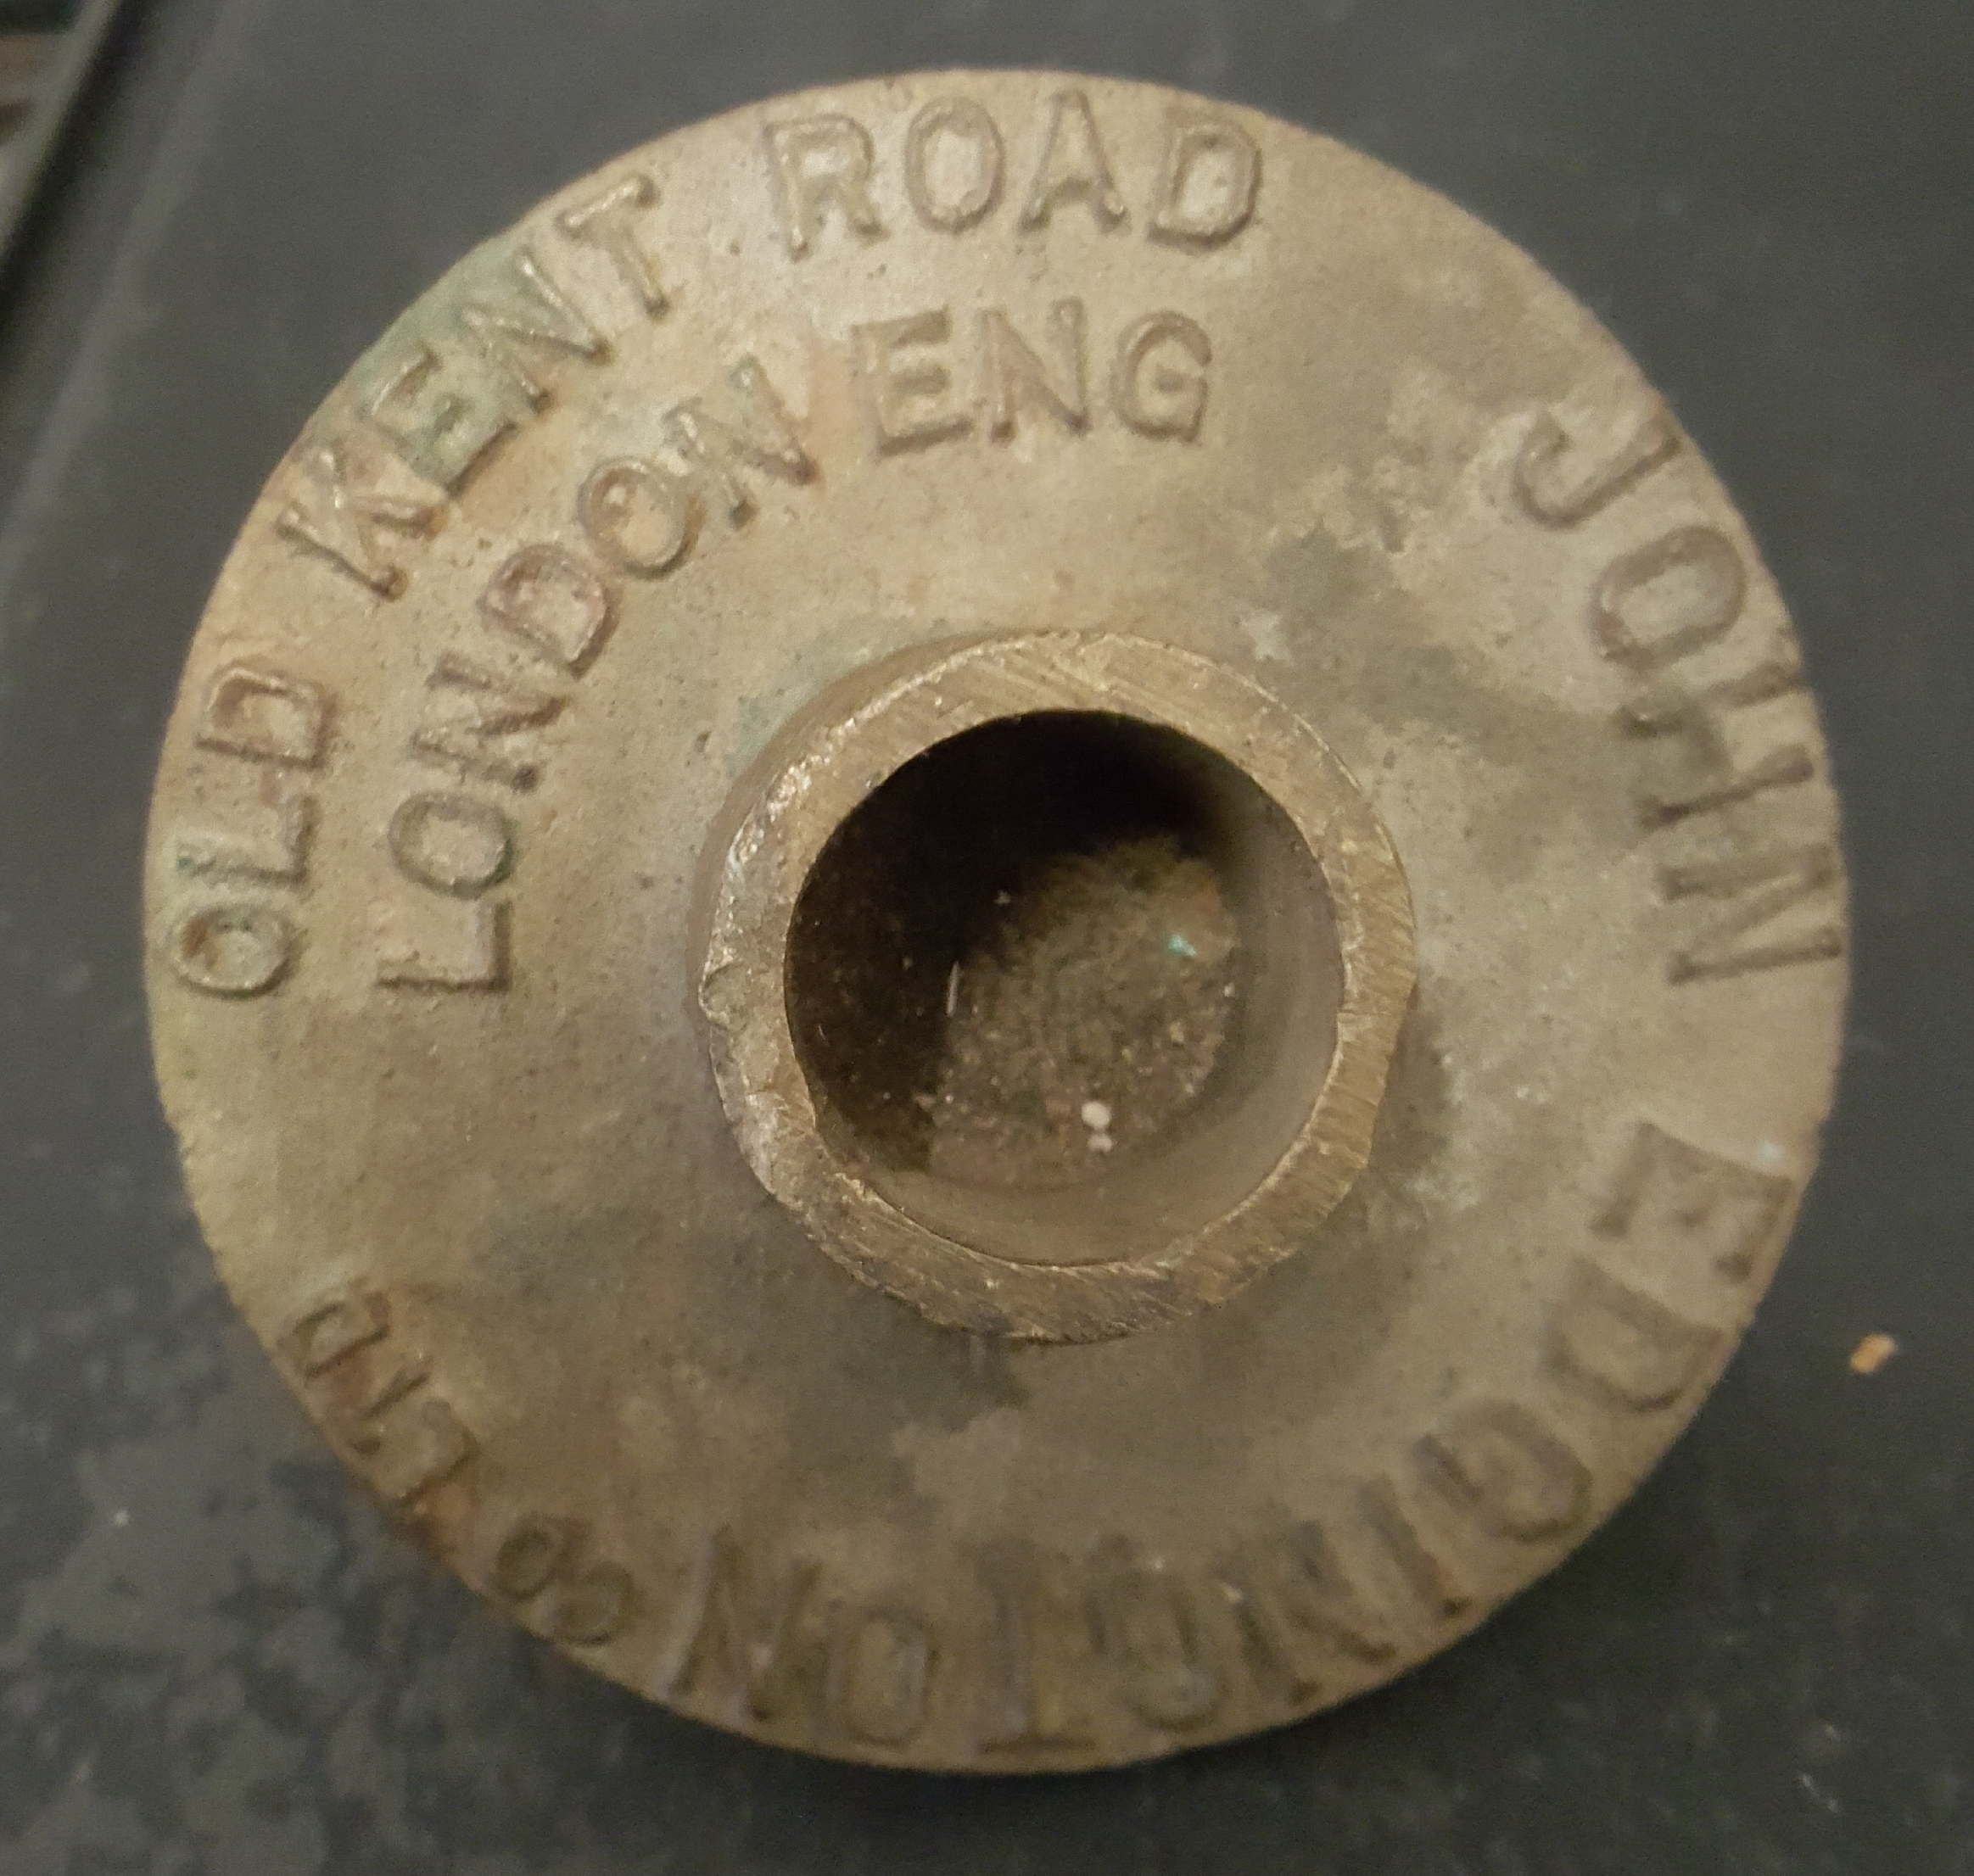 JOHN EDGINGTON & CO LTD
OLD KENT ROAD
LONDON ENG